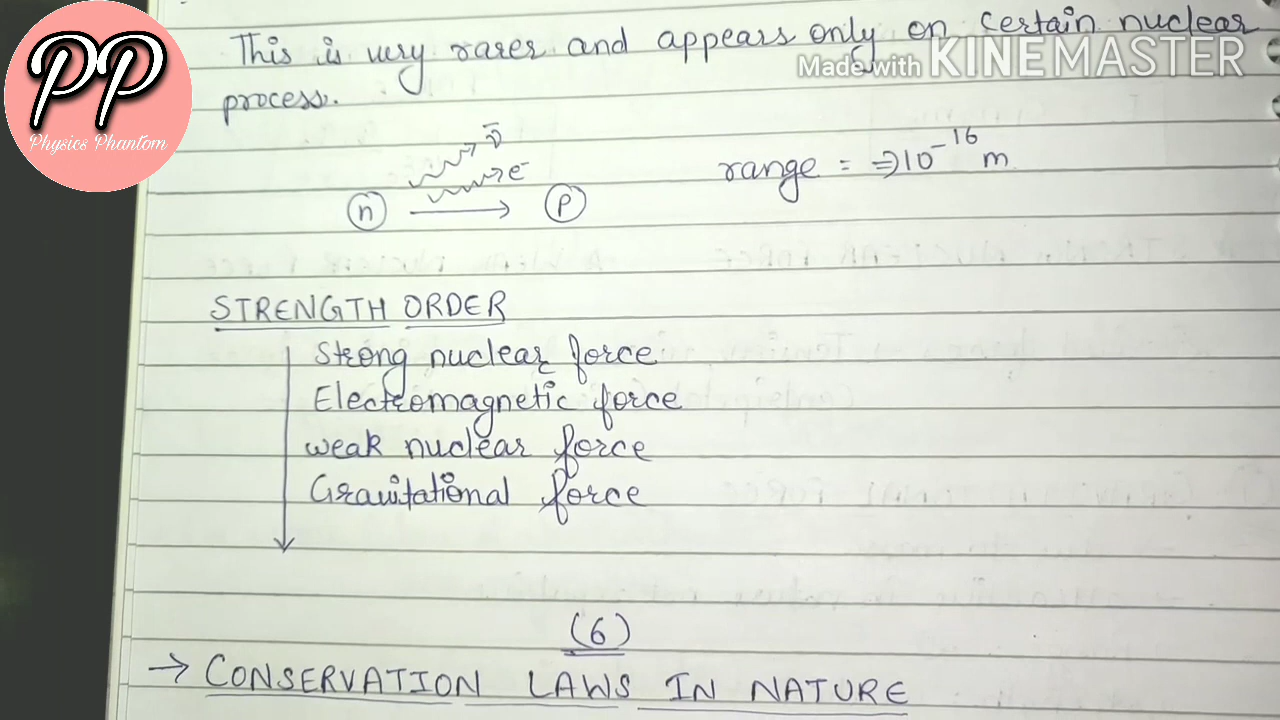 PP
Physics Phantom
Made with KINEMASTER
This is very rarer and appears only on certain nuclear
process.
ν̄
e⁻
n → p
range = ⇒10⁻¹⁶ m
STRENGTH ORDER
Strong nuclear force
Electromagnetic force
weak nuclear force
Gravitational force
(6)
→ CONSERVATION LAWS IN NATURE